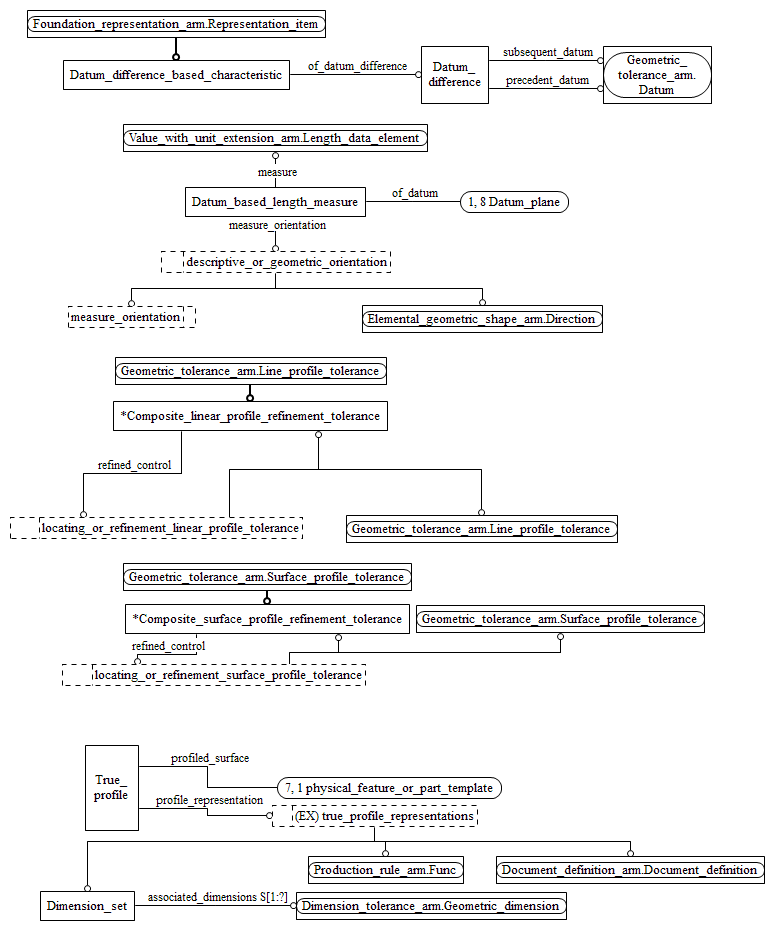 Foundation_representation_arm.Representation_item
Datum_difference_based_characteristic
of_datum_difference
Datum_
difference
subsequent_datum
precedent_datum
Geometric_
tolerance_arm.
Datum
Value_with_unit_extension_arm.Length_data_element
measure
Datum_based_length_measure
of_datum
1, 8 Datum_plane
measure_orientation
descriptive_or_geometric_orientation
measure_orientation
Elemental_geometric_shape_arm.Direction
Geometric_tolerance_arm.Line_profile_tolerance
*Composite_linear_profile_refinement_tolerance
refined_control
locating_or_refinement_linear_profile_tolerance
Geometric_tolerance_arm.Line_profile_tolerance
Geometric_tolerance_arm.Surface_profile_tolerance
*Composite_surface_profile_refinement_tolerance
Geometric_tolerance_arm.Surface_profile_tolerance
refined_control
locating_or_refinement_surface_profile_tolerance
True_
profile
profiled_surface
7, 1 physical_feature_or_part_template
profile_representation
(EX) true_profile_representations
Production_rule_arm.Func
Document_definition_arm.Document_definition
Dimension_set
associated_dimensions S[1:?]
Dimension_tolerance_arm.Geometric_dimension